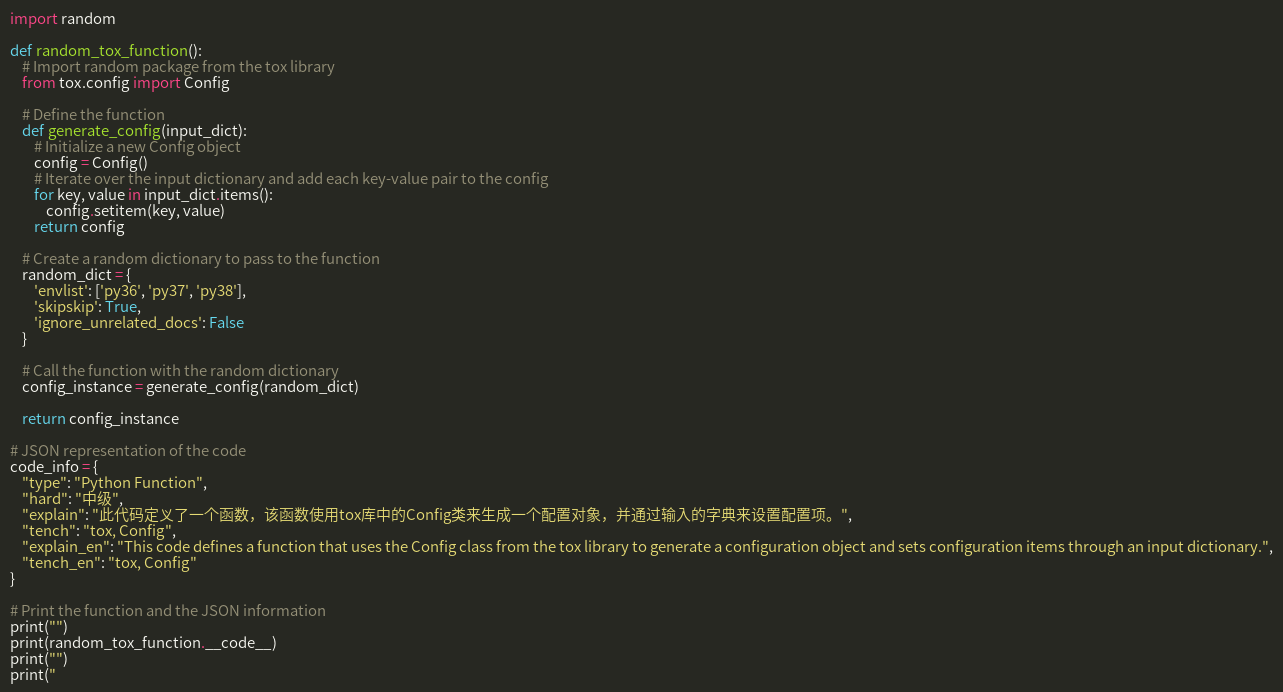 import random
def random_tox_function():
# Import random package from the tox library
from tox.config import Config
# Define the function
def generate_config(input_dict):
# Initialize a new Config object
config = Config()
# Iterate over the input dictionary and add each key-value pair to the config
for key, value in input_dict.items():
config.setitem(key, value)
return config
# Create a random dictionary to pass to the function
random_dict = {
'envlist': ['py36', 'py37', 'py38'],
'skipskip': True,
'ignore_unrelated_docs': False
}
# Call the function with the random dictionary
config_instance = generate_config(random_dict)
return config_instance
# JSON representation of the code
code_info = {
"type": "Python Function",
"hard": "中级",
"explain": "此代码定义了一个函数，该函数使用tox库中的Config类来生成一个配置对象，并通过输入的字典来设置配置项。",
"tench": "tox, Config",
"explain_en": "This code defines a function that uses the Config class from the tox library to generate a configuration object and sets configuration items through an input dictionary.",
"tench_en": "tox, Config"
}
# Print the function and the JSON information
print("")
print(random_tox_function.__code__)
print("")
print("